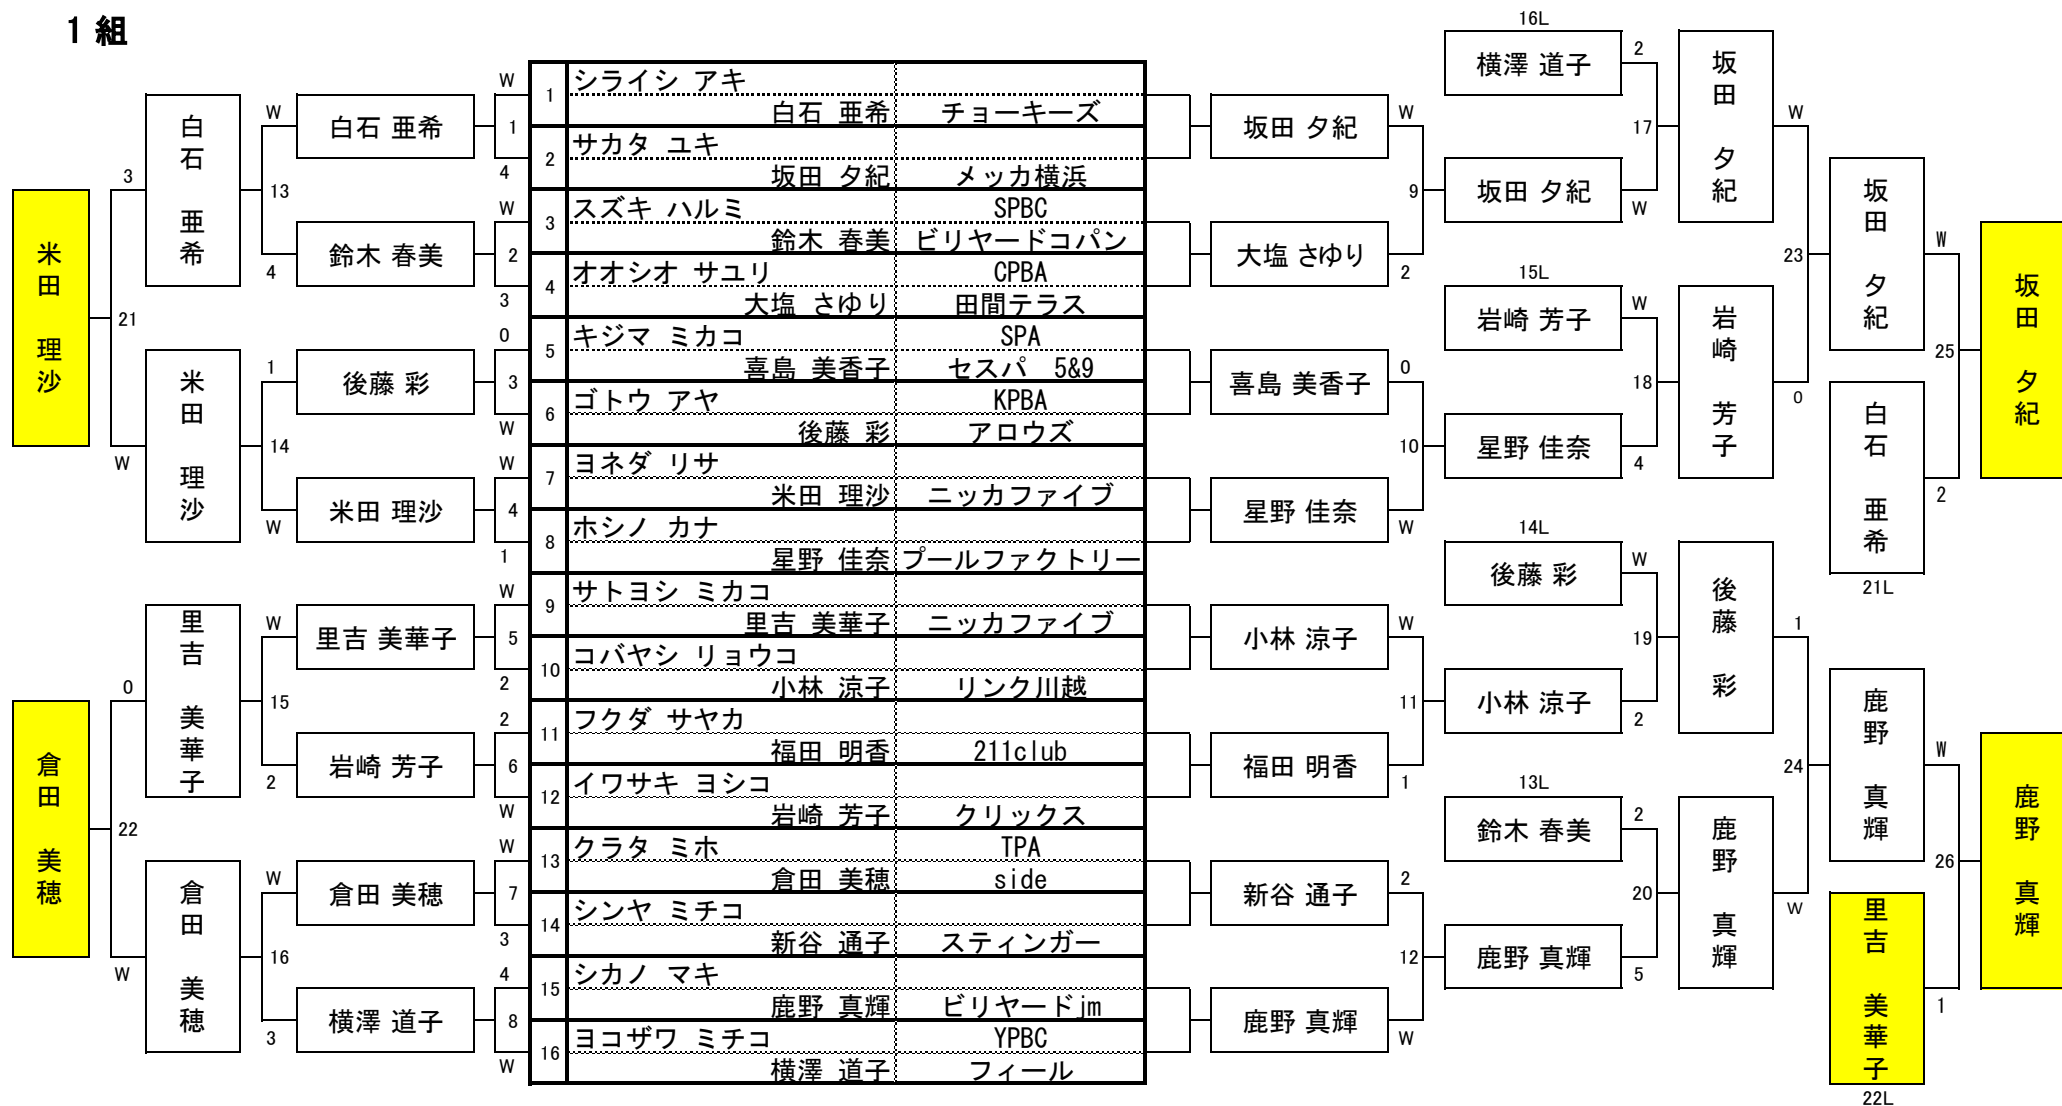 1 組
米田 理沙
倉田 美穂
21
22
3
W
0
W
白石 亜希
米田 理沙
里吉 美華子
倉田 美穂
W
13
4
1
14
W
W
15
2
W
16
3
白石 亜希
鈴木 春美
後藤 彩
米田 理沙
里吉 美華子
岩崎 芳子
倉田 美穂
横澤 道子
W
1
4
W
2
3
0
3
W
W
4
1
W
5
2
2
6
W
W
7
3
4
8
W
1 シライシ アキ
白石 亜希 チョーキーズ
2 サカタ ユキ
坂田 夕紀 メッカ横浜
3 スズキ ハルミ SPBC
鈴木 春美 ビリヤードコパン
4 オオシオ サユリ CPBA
大塩 さゆり 田間テラス
5 キジマ ミカコ SPA
喜島 美香子 セスパ 5&9
6 ゴトウ アヤ KPBA
後藤 彩 アロウズ
7 ヨネダ リサ
米田 理沙 ニッカファイブ
8 ホシノ カナ
星野 佳奈 プールファクトリー
9 サトヨシ ミカコ
里吉 美華子 ニッカファイブ
10 コバヤシ リョウコ
小林 涼子 リンク川越
11 フクダ サヤカ
福田 明香 211club
12 イワサキ ヨシコ
岩崎 芳子 クリックス
13 クラタ ミホ TPA
倉田 美穂 side
14 シンヤ ミチコ
新谷 通子 スティンガー
15 シカノ マキ
鹿野 真輝 ビリヤードjm
16 ヨコザワ ミチコ YPBC
横澤 道子 フィール
坂田 夕紀
大塩 さゆり
喜島 美香子
星野 佳奈
小林 涼子
福田 明香
新谷 通子
鹿野 真輝
W
9
2
0
10
W
W
11
1
2
12
W
16L
横澤 道子
坂田 夕紀
15L
岩崎 芳子
星野 佳奈
14L
後藤 彩
小林 涼子
13L
鈴木 春美
鹿野 真輝
2
17
W
W
18
4
W
19
2
2
20
5
坂田 夕紀
岩崎 芳子
後藤 彩
鹿野 真輝
W
23
0
1
24
W
坂田 夕紀
白石 亜希
21L
鹿野 真輝
里吉 美華子
22L
W
25
2
W
26
1
坂田 夕紀
鹿野 真輝